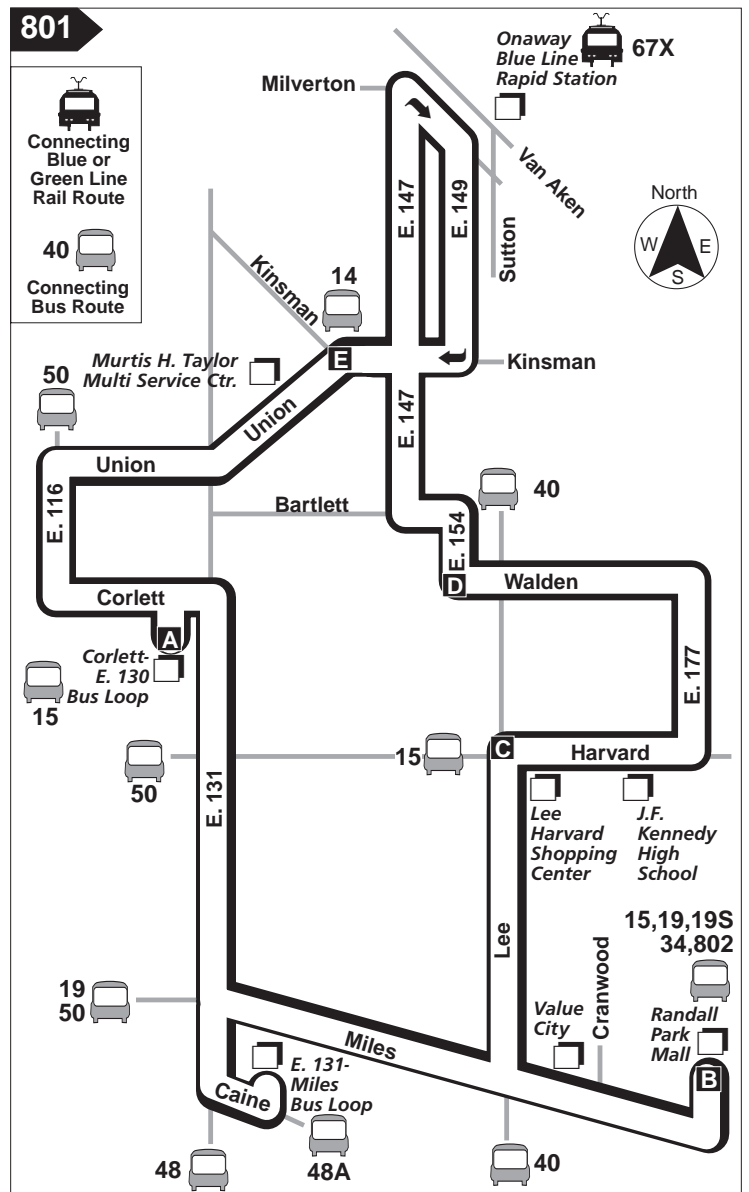 801
Connecting
Blue or
Green Line
Rail Route
40
Connecting
Bus Route
Onaway
Blue Line
Rapid Station
67X
Milverton
Van Aken
E. 147
E. 149
Sutton
North
W
E
S
Kinsman
14
E
Kinsman
Murtis H. Taylor
Multi Service Ctr.
50
Union
Union
E. 147
E. 116
Bartlett
40
E. 154
D
Walden
Corlett
A
Corlett-
E. 130
Bus Loop
15
E. 177
50
15
C
Harvard
E. 131
Lee
Harvard
Shopping
Center
J.F.
Kennedy
High
School
15,19,19S
34,802
Lee
Cranwood
19
50
Value
City
Randall
Park
Mall
Miles
B
E. 131-
Miles
Bus Loop
Caine
48
48A
40